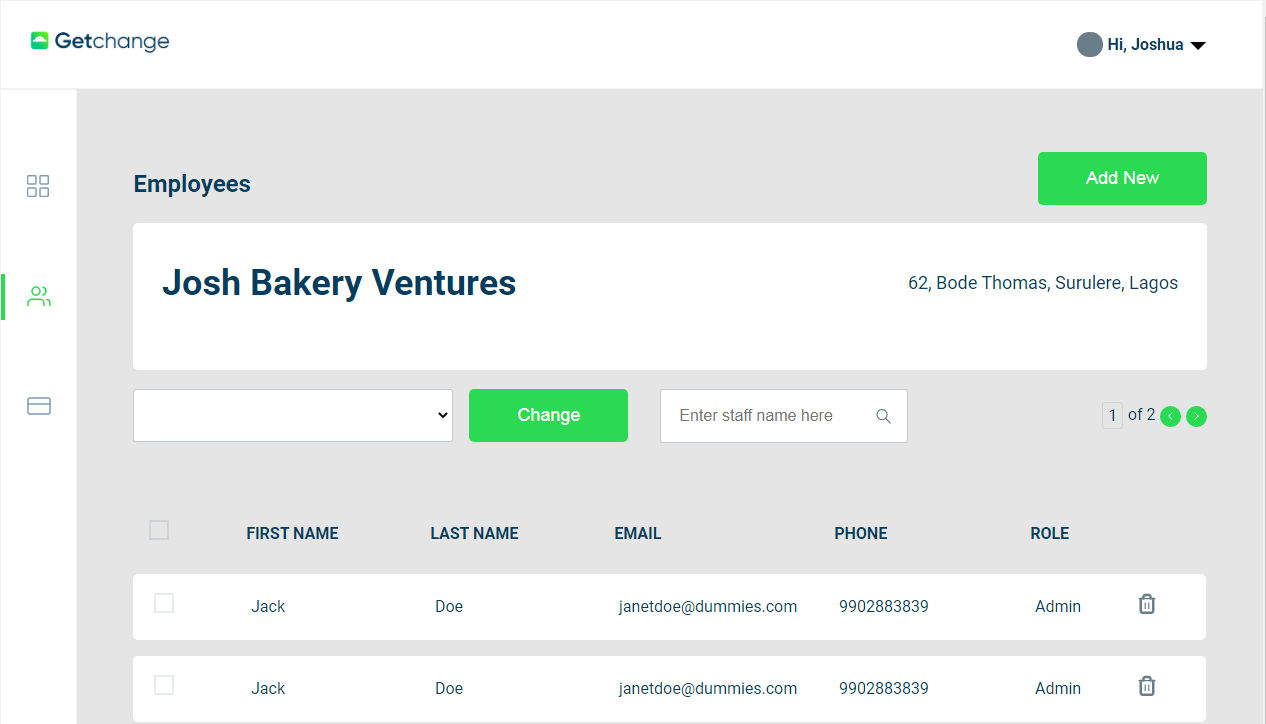 Getchange
Hi, Joshua
Employees
Add New
Josh Bakery Ventures
62, Bode Thomas, Surulere, Lagos
Change
Enter staff name here
1 of 2
FIRST NAME LAST NAME EMAIL PHONE ROLE
Jack Doe janetdoe@dummies.com 9902883839 Admin
Jack Doe janetdoe@dummies.com 9902883839 Admin